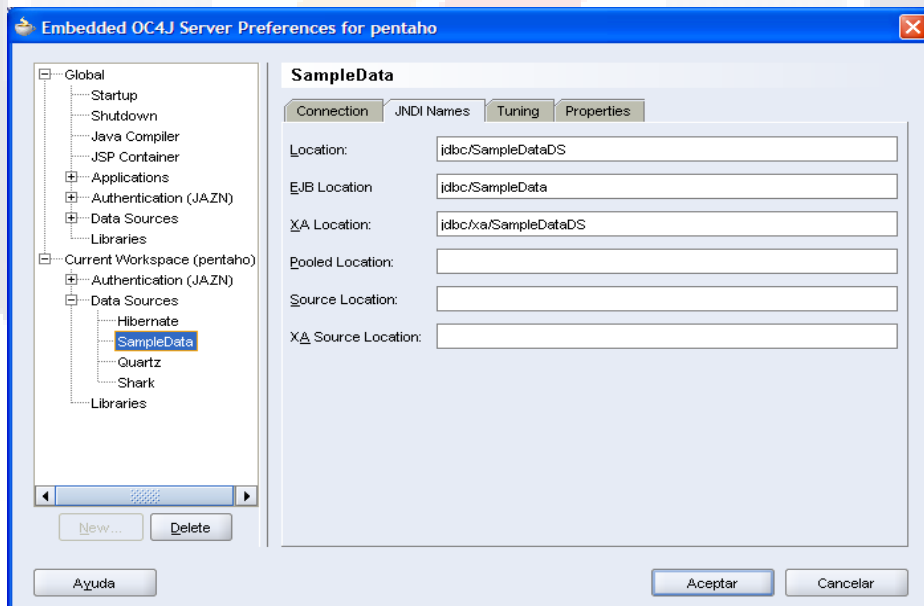 Embedded OC4J Server Preferences for pentaho
Global
Startup
Shutdown
Java Compiler
JSP Container
Applications
Authentication (JAZN)
Data Sources
Libraries
Current Workspace (pentaho)
Authentication (JAZN)
Data Sources
Hibernate
SampleData
Quartz
Shark
Libraries
New...
Delete
SampleData
Connection JNDI Names Tuning Properties
Location: jdbc/SampleDataDS
EJB Location jdbc/SampleData
XA Location: jdbc/xa/SampleDataDS
Pooled Location:
Source Location:
XA Source Location:
Ayuda
Aceptar
Cancelar